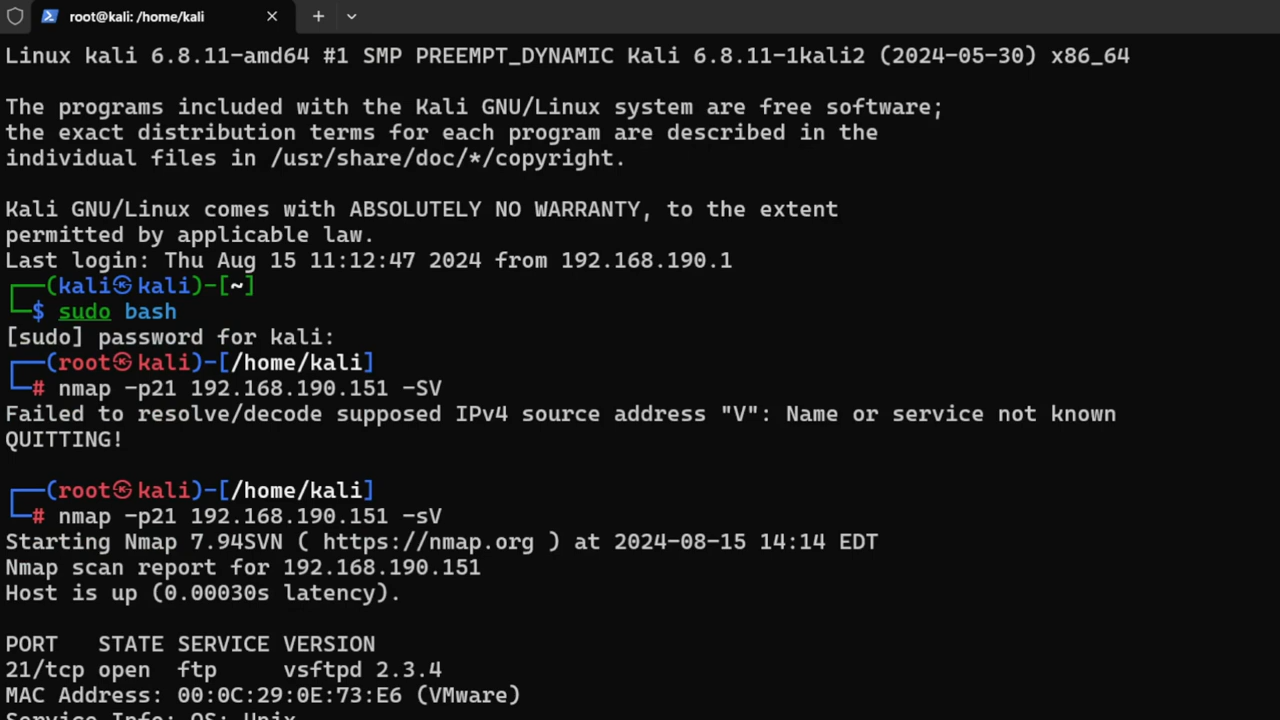 root@kali: /home/kali
Linux kali 6.8.11-amd64 #1 SMP PREEMPT_DYNAMIC Kali 6.8.11-1kali2 (2024-05-30) x86_64
The programs included with the Kali GNU/Linux system are free software;
the exact distribution terms for each program are described in the
individual files in /usr/share/doc/*/copyright.
Kali GNU/Linux comes with ABSOLUTELY NO WARRANTY, to the extent
permitted by applicable law.
Last login: Thu Aug 15 11:12:47 2024 from 192.168.190.1
┌──(kali㉿kali)-[~]
└─$ sudo bash
[sudo] password for kali:
┌──(root㉿kali)-[/home/kali]
└─# nmap -p21 192.168.190.151 -SV
Failed to resolve/decode supposed IPv4 source address "V": Name or service not known
QUITTING!
┌──(root㉿kali)-[/home/kali]
└─# nmap -p21 192.168.190.151 -sV
Starting Nmap 7.94SVN ( https://nmap.org ) at 2024-08-15 14:14 EDT
Nmap scan report for 192.168.190.151
Host is up (0.00030s latency).
PORT   STATE SERVICE VERSION
21/tcp open  ftp     vsftpd 2.3.4
MAC Address: 00:0C:29:0E:73:E6 (VMware)
Service Info: OS: Unix